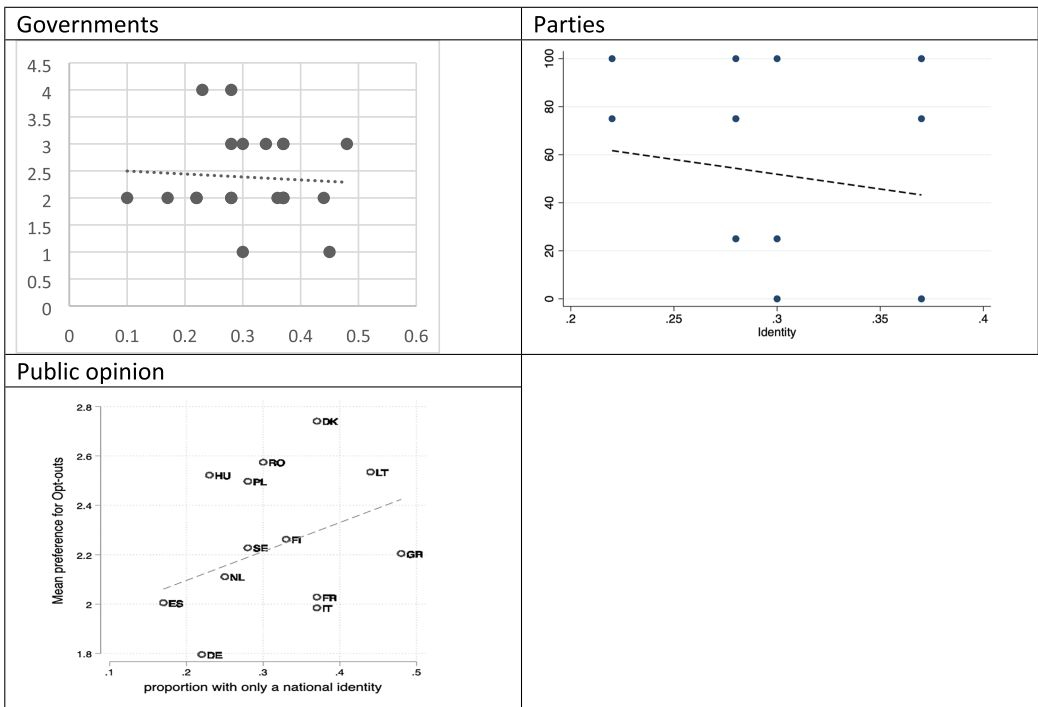 Governments
Parties
4.5
4
3.5
3
2.5
2
1.5
1
0.5
0
0 0.1 0.2 0.3 0.4 0.5 0.6
100
80
60
40
20
0
.2 .25 .3 .35 .4
Identity
Public opinion
Mean preference for Opt-outs
2.8
2.6
2.4
2.2
2
1.8
DK
RO
LT
HU
PL
FI
SE
GR
NL
FR
ES
IT
DE
.1 .2 .3 .4 .5
proportion with only a national identity